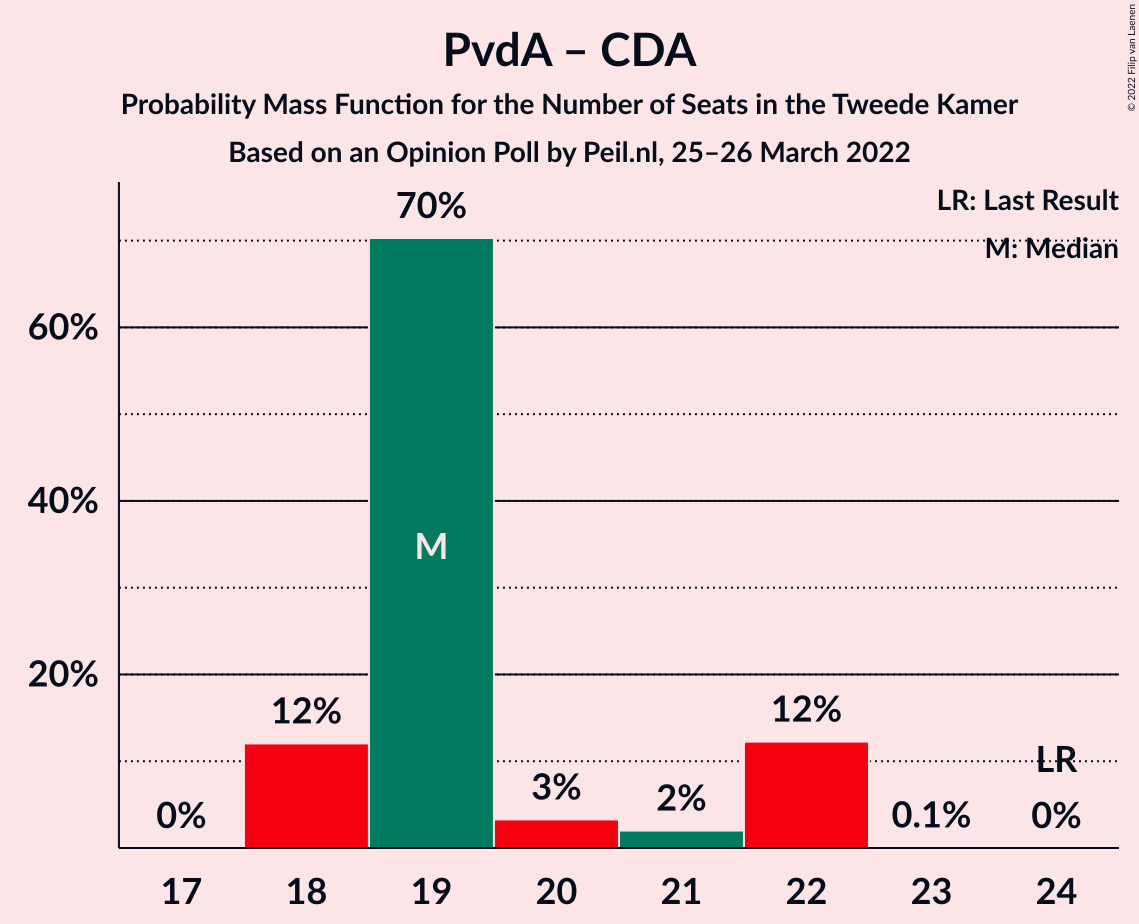 PvdA – CDA
Probability Mass Function for the Number of Seats in the Tweede Kamer
Based on an Opinion Poll by Peil.nl, 25–26 March 2022
© 2022 Filip van Laenen
LR: Last Result
M: Median
70%
60%
40%
20%
M
12%
12%
LR
0%
3%
2%
0.1%
0%
17 18 19 20 21 22 23 24